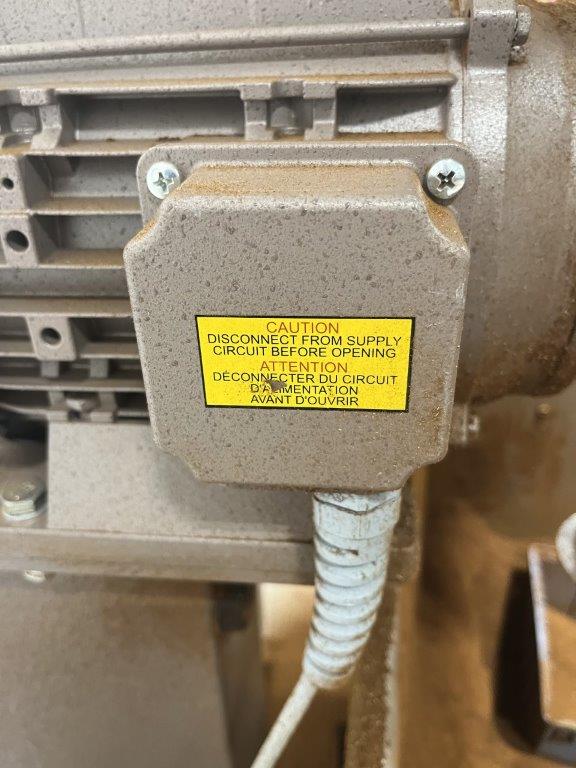 CAUTION
DISCONNECT FROM SUPPLY
CIRCUIT BEFORE OPENING
ATTENTION
DÉCONNECTER DU CIRCUIT
D'ALIMENTATION
AVANT D'OUVRIR